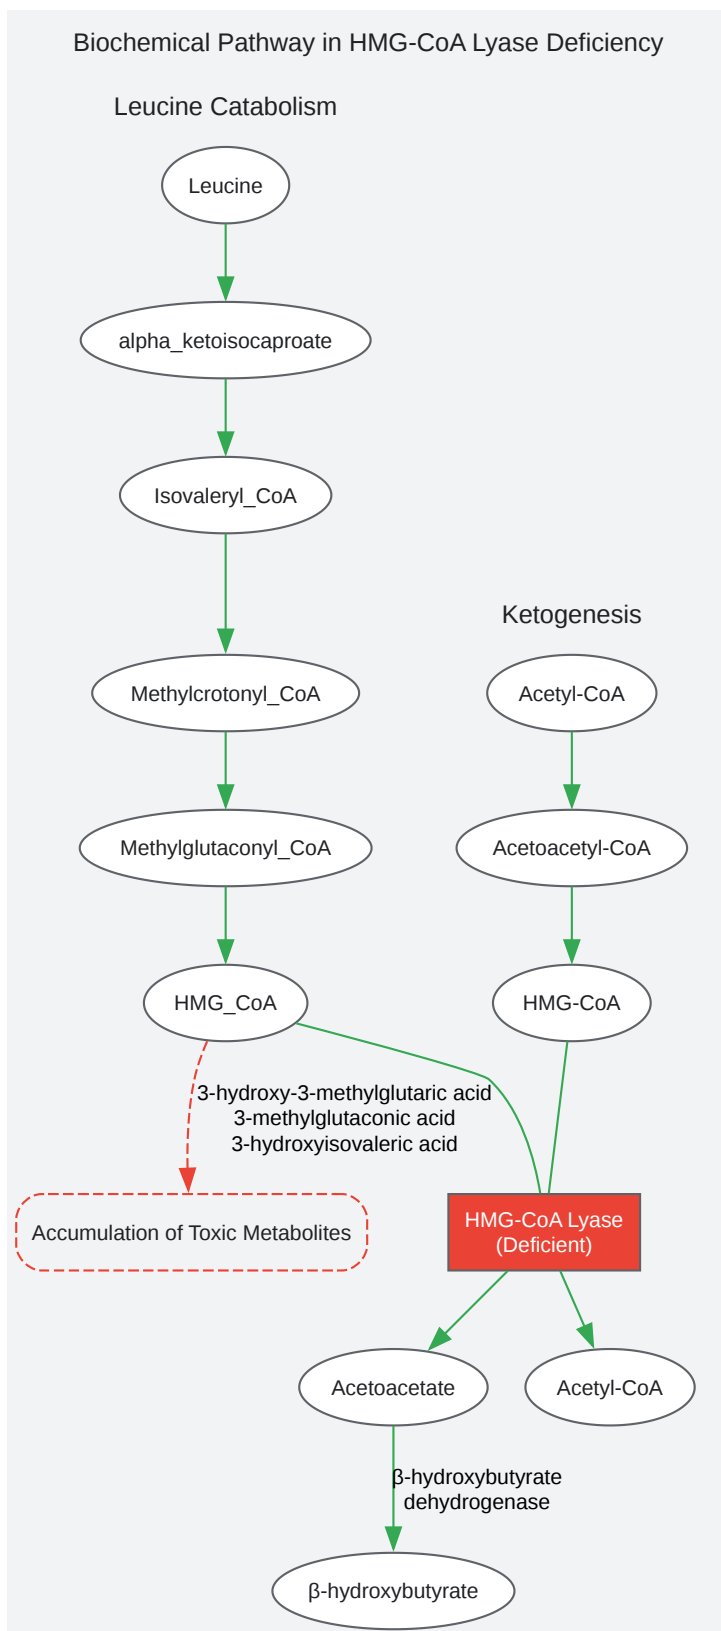 Biochemical Pathway in HMG-CoA Lyase Deficiency
Leucine Catabolism
Leucine
alpha_ketoisocaproate
Isovaleryl_CoA
Ketogenesis
Methylcrotonyl_CoA
Acetyl-CoA
Methylglutaconyl_CoA
Acetoacetyl-CoA
HMG_CoA
HMG-CoA
3-hydroxy-3-methylglutaric acid
3-methylglutaconic acid
3-hydroxyisovaleric acid
Accumulation of Toxic Metabolites
HMG-CoA Lyase
(Deficient)
Acetoacetate
Acetyl-CoA
β-hydroxybutyrate
dehydrogenase
β-hydroxybutyrate